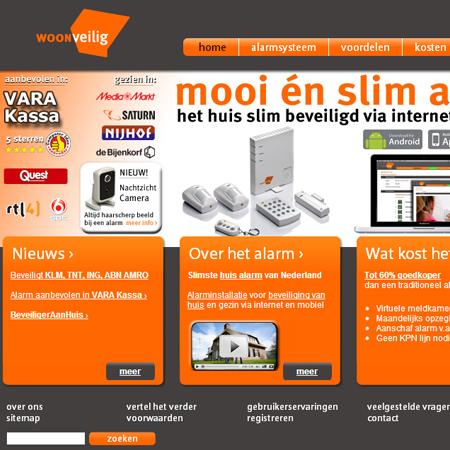 woonveilig
home
alarmsysteem
voordelen
kosten
aanbevolen in:
gezien in:
VARA
Kassa
5 sterren
Media Markt
SATURN
NIJHOF
de Bijenkorf
Quest
rtl 4
NIEUW!
Nachtzicht
Camera
Altijd haarscherp beeld
bij een alarm meer info ›
mooi én slim a
het huis slim beveiligd via internet
Android
Nieuws ›
Beveiligt KLM, TNT, ING, ABN AMRO
Alarm aanbevolen in VARA Kassa ›
BeveiligerAanHuis ›
meer
Over het alarm ›
Slimste huis alarm van Nederland
Alarminstallatie voor beveiliging van
huis en gezin via internet en mobiel
meer
Wat kost het
Tot 60% goedkoper
dan een traditioneel al
Virtuele meldkame
Maandelijks opzeg
Aanschaf alarm v.a
Geen KPN lijn nodi
over ons
sitemap
vertel het verder
voorwaarden
gebruikerservaringen
registreren
veelgestelde vragen
contact
zoeken